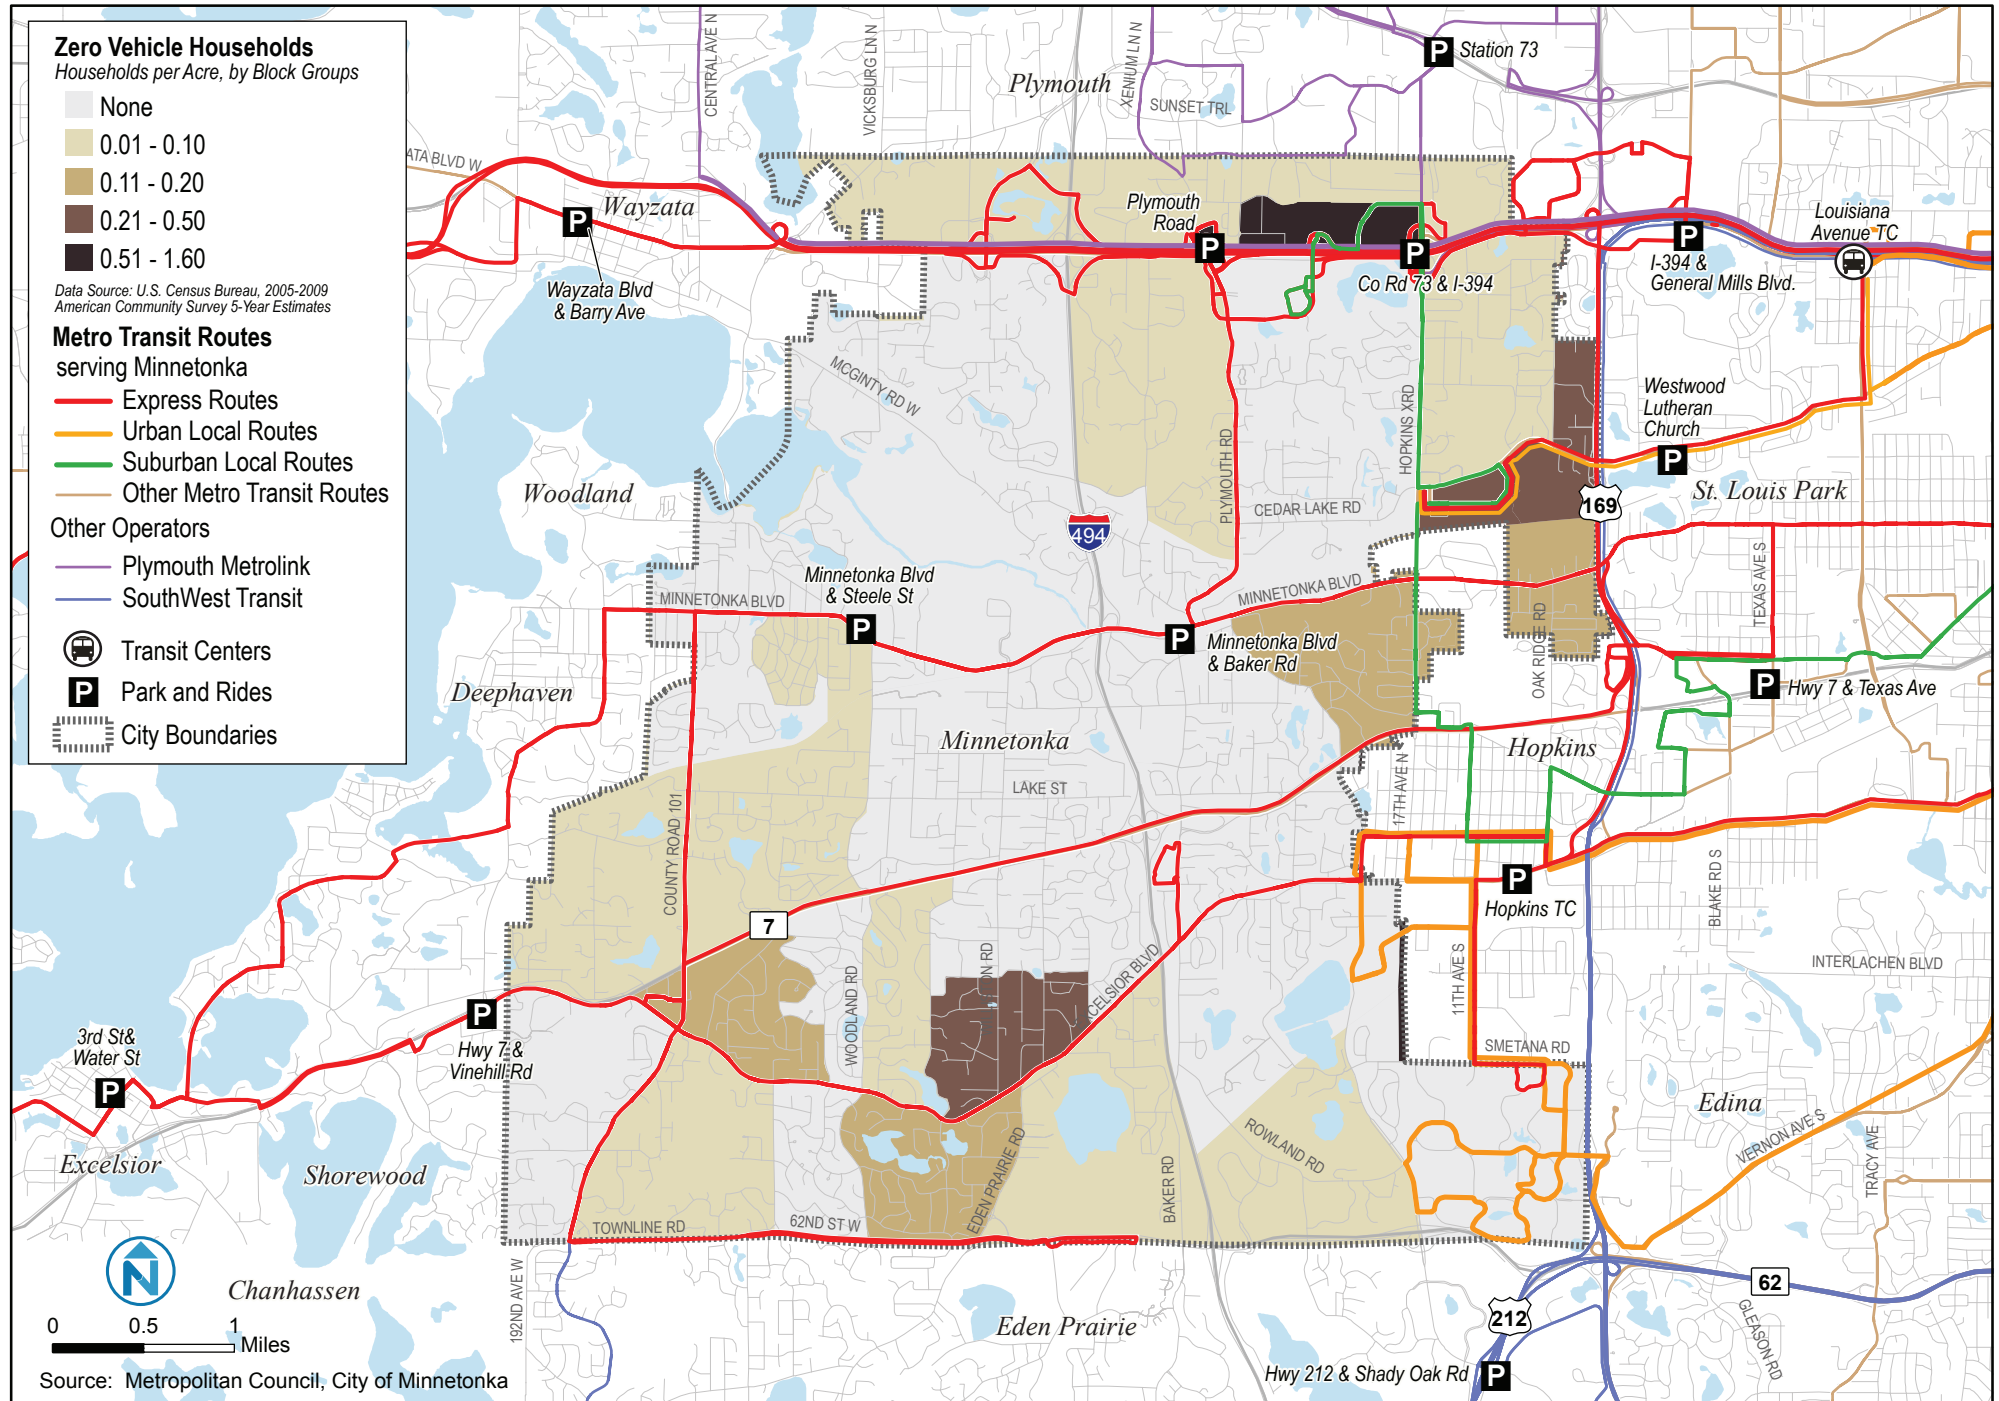 Zero Vehicle Households
Households per Acre, by Block Groups
None
0.01 - 0.10
0.11 - 0.20
0.21 - 0.50
0.51 - 1.60
Data Source: U.S. Census Bureau, 2005-2009
American Community Survey 5-Year Estimates
Metro Transit Routes
serving Minnetonka
Express Routes
Urban Local Routes
Suburban Local Routes
Other Metro Transit Routes
Other Operators
Plymouth Metrolink
SouthWest Transit
Transit Centers
P Park and Rides
City Boundaries
CENTRAL AVE N
VICKSBURG LN N
Plymouth
XENIUM LN N
SUNSET TRL
P Station 73
ATA BLVD W
Wayzata
P
Wayzata Blvd
& Barry Ave
Plymouth
Road
P
P
Co Rd 73 & I-394
P
I-394 &
General Mills Blvd.
Louisiana
Avenue TC
MCGINTY RD W
PLYMOUTH RD
HOPKINS XRD
Westwood
Lutheran
Church
P
Woodland
CEDAR LAKE RD
494
169
St. Louis Park
Minnetonka Blvd
& Steele St
P
MINNETONKA BLVD
MINNETONKA BLVD
P
Minnetonka Blvd
& Baker Rd
OAK RIDGE RD
TEXAS AVE S
P Hwy 7 & Texas Ave
Deephaven
Minnetonka
Hopkins
LAKE ST
COUNTY ROAD 101
17TH AVE N
7
P
Hopkins TC
BLAKE RD S
INTERLACHEN BLVD
WOODLAND RD
ON RD
CELSIOR BLVD
11TH AVE S
SMETANA RD
P
Hwy 7 &
Vinehill Rd
3rd St&
Water St
P
Excelsior
Shorewood
Edina
VERNON AVE S
TRACY AVE
ROWLAND RD
EDEN PRAIRIE RD
BAKER RD
TOWNLINE RD
62ND ST W
192ND AVE W
N
Chanhassen
Eden Prairie
62
212
GLEASON RD
Hwy 212 & Shady Oak Rd P
0 0.5 1
Miles
Source: Metropolitan Council, City of Minnetonka